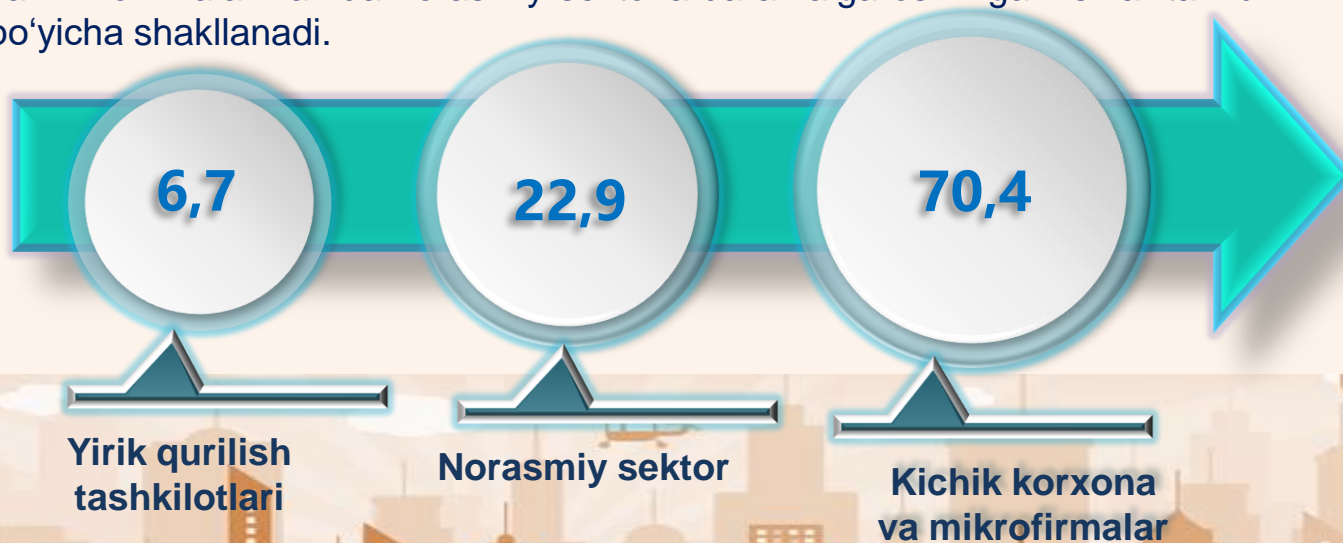 bo‘yicha shakllanadi.
6,7
22,9
70,4
Yirik qurilish
tashkilotlari
Norasmiy sektor
Kichik korxona
va mikrofirmalar